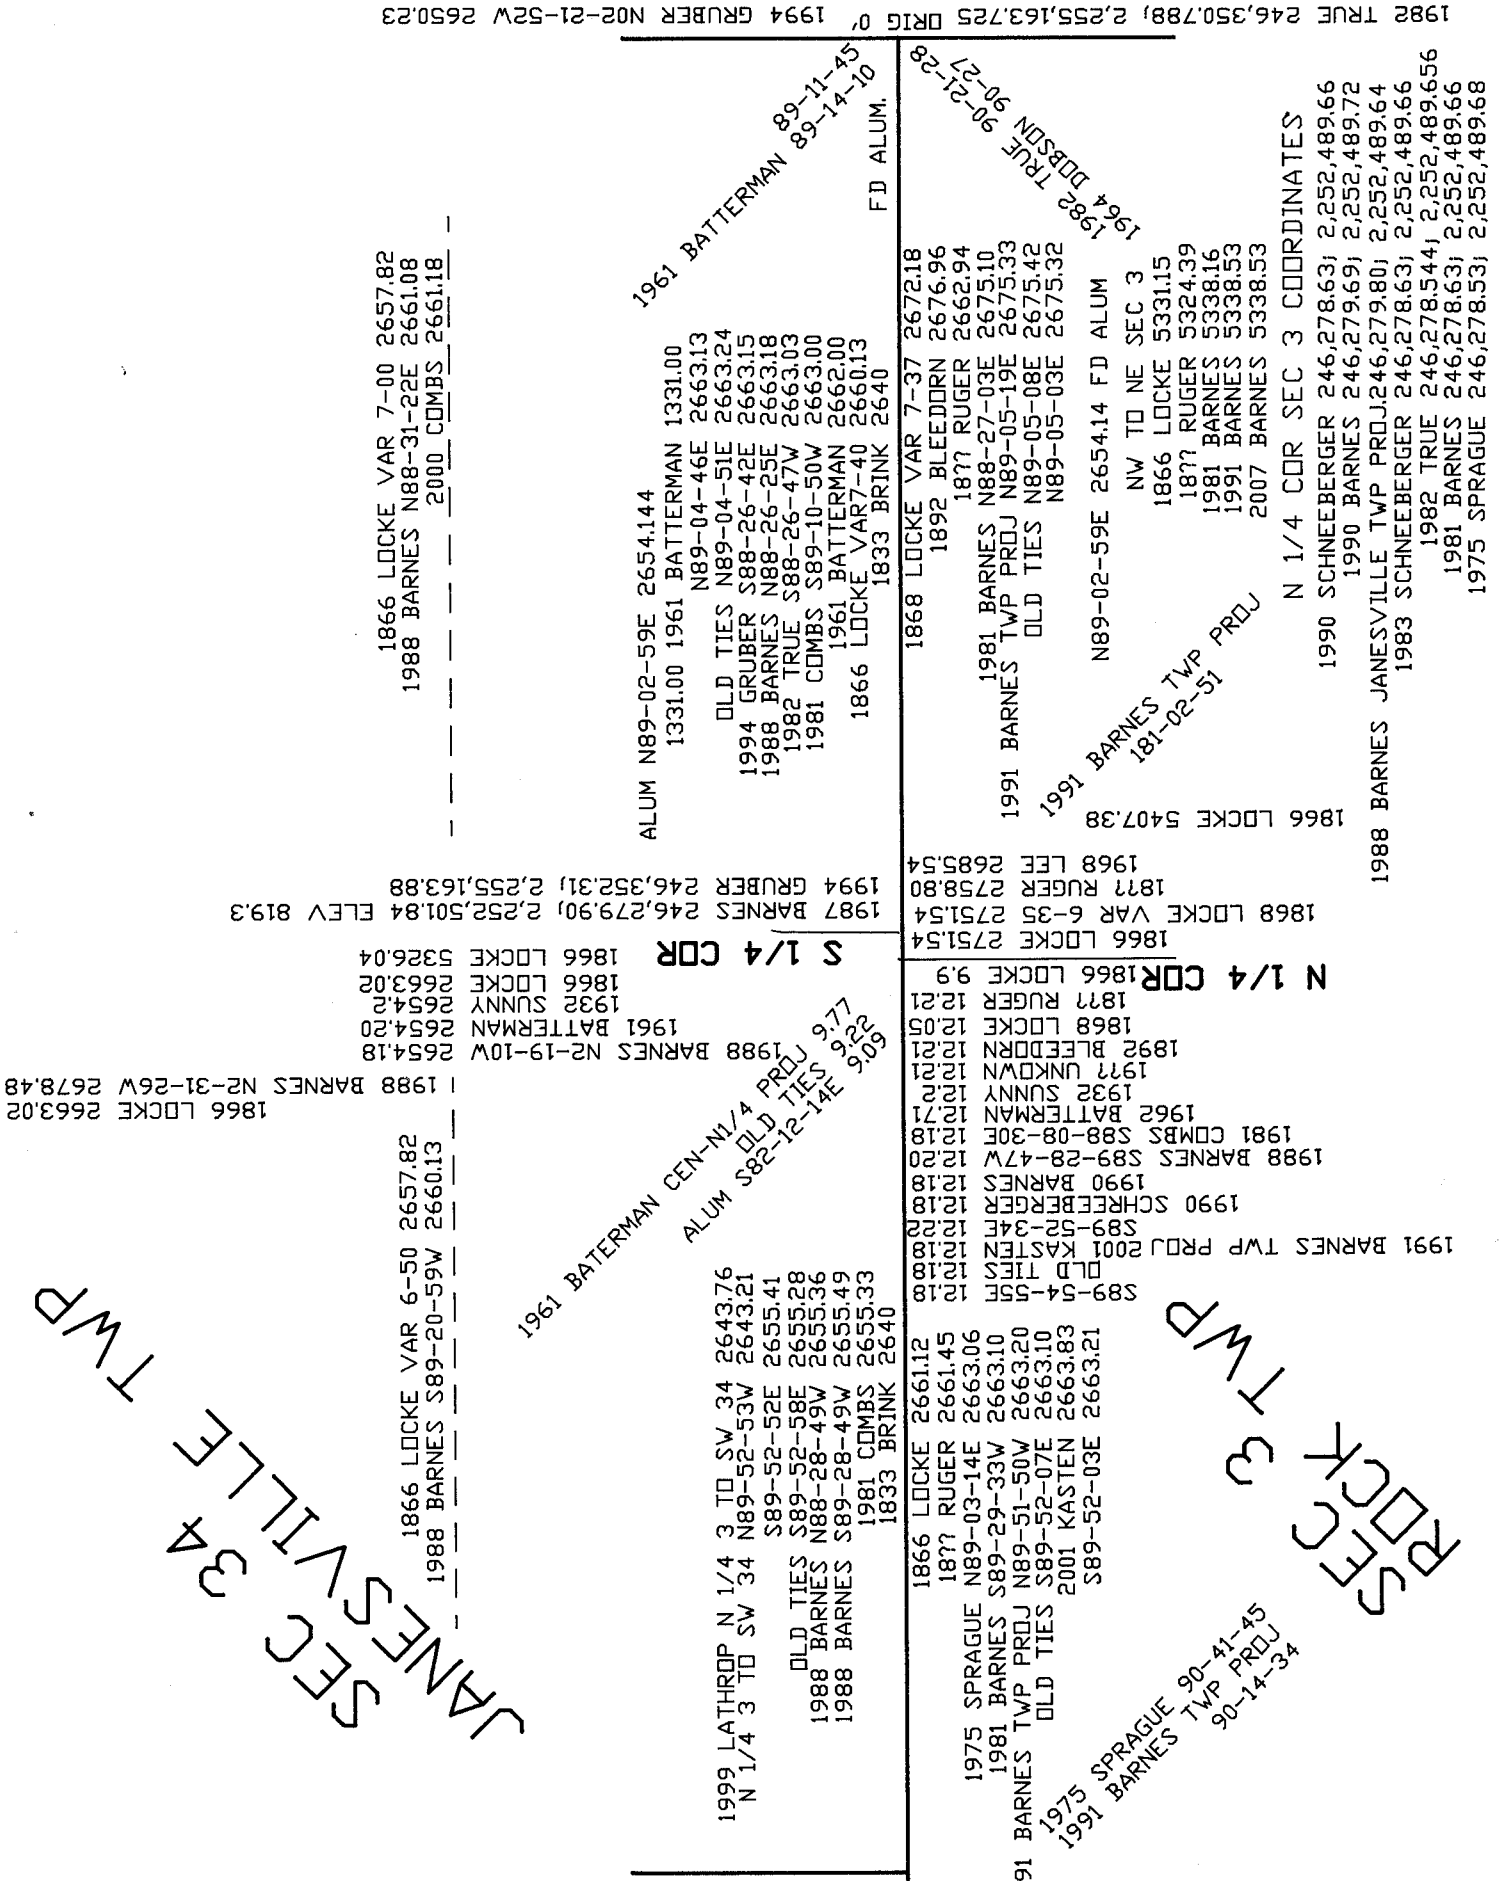 1982 TRUE 246,350.788; 2,255,163.725 ORIG 0'
1994 GRUBER N02-21-52W 2650.23
89-11-45
1961 BATTERMAN 89-14-10
FD ALUM.
1982 TRUE 90-21-28
1964 DOBSON 90-27
1866 LOCKE VAR 7-00 2657.82
1988 BARNES N88-31-22E 2661.08
2000 COMBS 2661.18
ALUM N89-02-59E 2654.144
1331.00 1961 BATTERMAN 1331.00
N89-04-46E 2663.13
OLD TIES N89-04-51E 2663.24
1994 GRUBER S88-26-42E 2663.15
1988 BARNES N88-26-25E 2663.18
1982 TRUE S88-26-47W 2663.03
1981 COMBS S89-10-50W 2663.00
1961 BATTERMAN 2662.00
1866 LOCKE VAR7-40 2660.13
1833 BRINK 2640
1868 LOCKE VAR 7-37 2672.18
1892 BLEEDORN 2676.96
18?? RUGER 2662.94
1981 BARNES N88-27-03E 2675.10
1991 BARNES TWP PROJ N89-05-19E 2675.33
OLD TIES N89-05-08E 2675.42
N89-05-03E 2675.32
N89-02-59E 2654.14 FD ALUM
NW TO NE SEC 3
1866 LOCKE 5331.15
18?? RUGER 5324.39
1981 BARNES 5338.16
1991 BARNES 5338.53
2007 BARNES 5338.53
N 1/4 COR SEC 3 COORDINATES
1990 SCHNEEBERGER 246,278.63; 2,252,489.66
1990 BARNES 246,279.69; 2,252,489.72
1988 BARNES JANESVILLE TWP PROJ.246,279.80; 2,252,489.64
1983 SCHNEEBERGER 246,278.63; 2,252,489.66
1982 TRUE 246,278.544; 2,252,489.656
1981 BARNES 246,278.63; 2,252,489.66
1975 SPRAGUE 246,278.53; 2,252,489.68
1991 BARNES TWP PROJ
181-02-51
1866 LOCKE 5407.38
1968 LEE 2685.54
18?? RUGER 2758.80
1868 LOCKE VAR 6-35 2751.54
1866 LOCKE 2751.54
1994 GRUBER 246,352.31; 2,255,163.88
1987 BARNES 246,279.90; 2,252,501.84 ELEV 819.3
S 1/4 COR
1866 LOCKE 5326.04
1866 LOCKE 2663.02
1932 SUNNY 2654.2
1961 BATTERMAN 2654.20
1988 BARNES N2-19-10W 2654.18
1988 BARNES N2-31-26W 2678.48
1866 LOCKE 2663.02
N 1/4 COR
1866 LOCKE 9.9
18?? RUGER 12.21
1868 LOCKE 12.05
1892 BLEEDORN 12.21
19?? UNKOWN 12.21
1932 SUNNY 12.2
1962 BATTERMAN 12.71
1981 COMBS S88-08-30E 12.18
1988 BARNES S89-28-47W 12.20
1990 BARNES 12.18
1990 SCHREEBERGER 12.18
S89-52-34E 12.22
1991 BARNES TWP PROJ 2001 KASTEN 12.18
OLD TIES 12.18
S89-54-55E 12.18
1961 BATERMAN CEN-N1/4 PROJ 9.77
OLD TIES 9.22
ALUM S82-12-14E 9.09
1866 LOCKE VAR 6-50 2657.82
1988 BARNES S89-20-59W 2660.13
1999 LATHROP N 1/4 3 TO SW 34 2643.76
N 1/4 3 TO SW 34 N89-52-53W 2643.21
S89-52-52E 2655.41
OLD TIES S89-52-58E 2655.28
1988 BARNES N88-28-49W 2655.36
1988 BARNES S89-28-49W 2655.49
1981 COMBS 2655.33
1833 BRINK 2640
1866 LOCKE 2661.12
18?? RUGER 2661.45
1975 SPRAGUE N89-03-14E 2663.06
1981 BARNES S89-29-33W 2663.10
91 BARNES TWP PROJ N89-51-50W 2663.20
OLD TIES S89-52-07E 2663.10
2001 KASTEN 2663.83
S89-52-03E 2663.21
1975 SPRAGUE 90-41-45
1991 BARNES TWP PROJ
90-14-34
SEC 34
JANESVILLE TWP
SEC 3
ROCK TWP